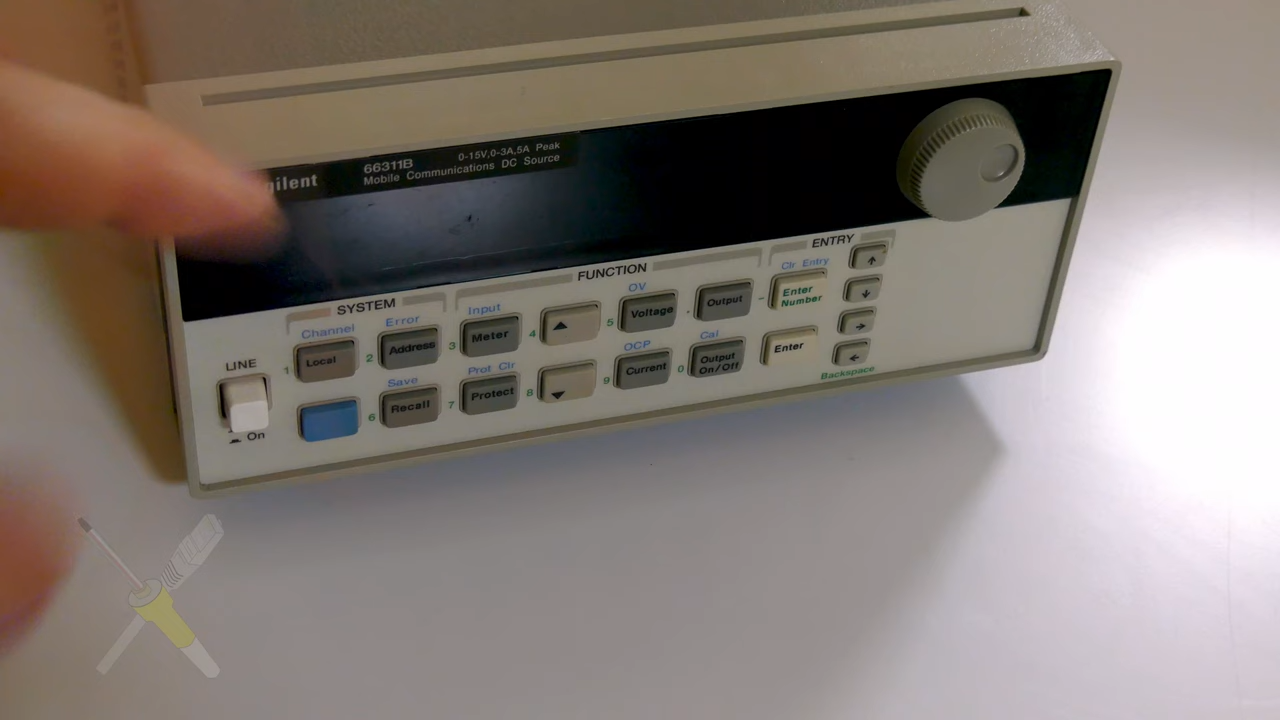 gilent
66311B 0-15V,0-3A,5A Peak
Mobile Communications DC Source
SYSTEM FUNCTION ENTRY
Channel Error Input OV Clr Entry
1 Local 2 Address 3 Meter 4 5 Voltage . Output - Enter Number
LINE
Save Prot Clr OCP Cal
6 Recall 7 Protect 8 9 Current 0 Output On/Off Enter
Backspace
On